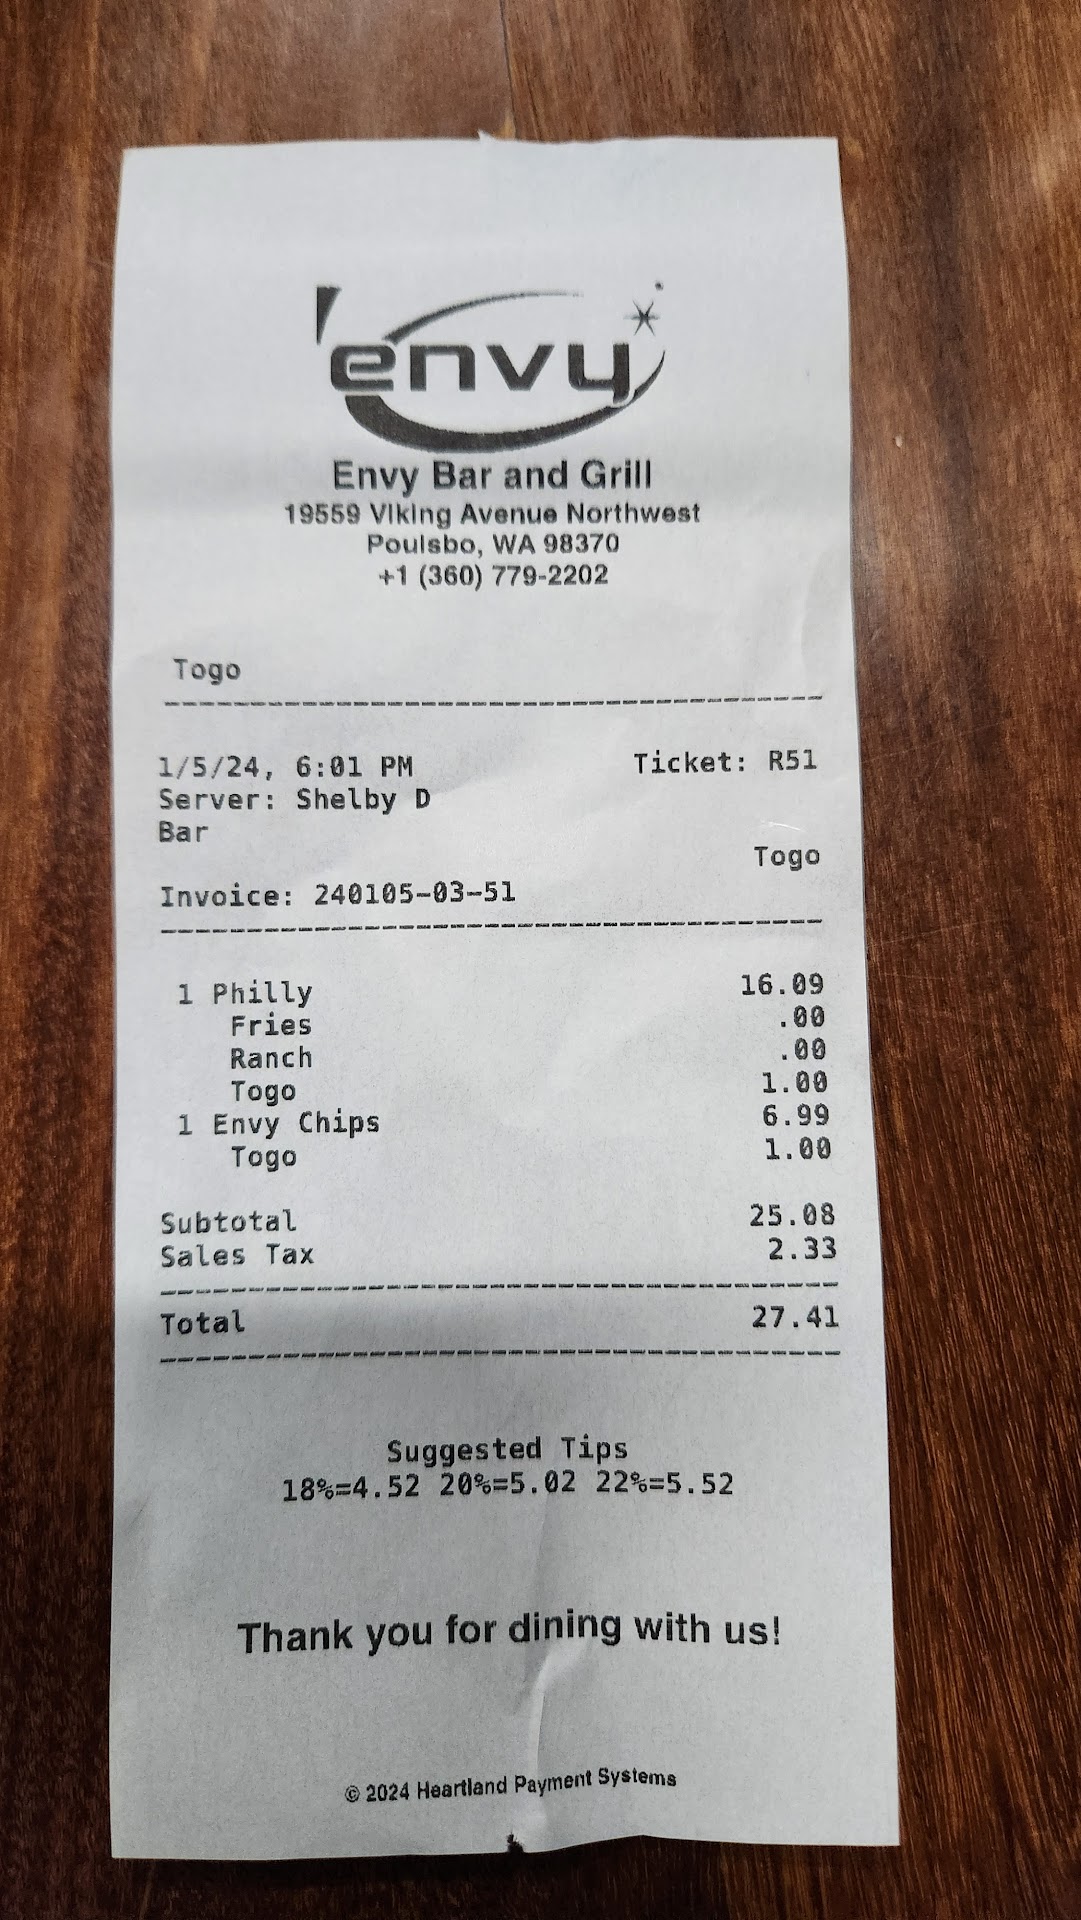 envy
Envy Bar and Grill
19559 Viking Avenue Northwest
Poulsbo, WA 98370
+1 (360) 779-2202
Togo
1/5/24, 6:01 PM Ticket: R51
Server: Shelby D
Bar
Togo
Invoice: 240105-03-51
1 Philly 16.09
Fries .00
Ranch .00
Togo 1.00
1 Envy Chips 6.99
Togo 1.00
Subtotal 25.08
Sales Tax 2.33
Total 27.41
Suggested Tips
18%=4.52 20%=5.02 22%=5.52
Thank you for dining with us!
© 2024 Heartland Payment Systems